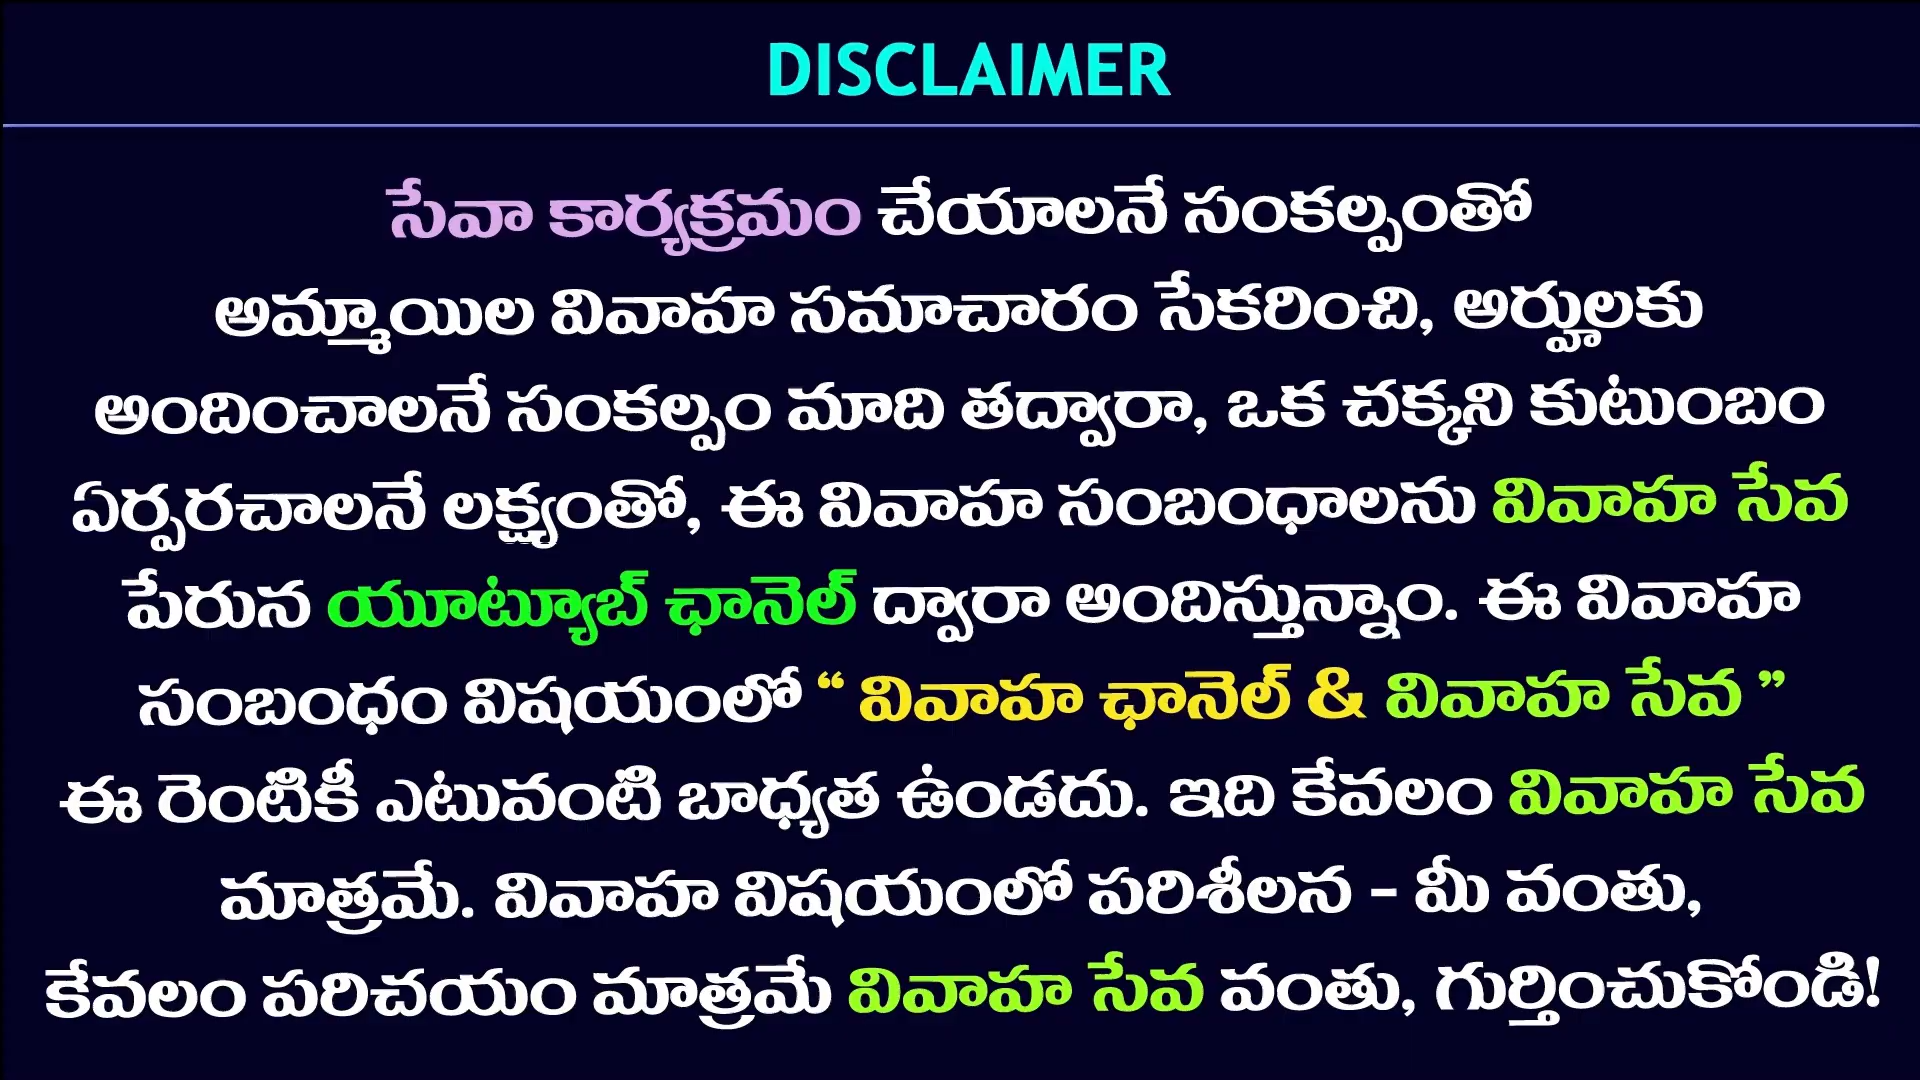 DISCLAIMER
సేవా కార్యక్రమం చేయాలనే సంకల్పంతో
అమ్మాయిల వివాహ సమాచారం సేకరించి, అర్హులకు
అందించాలనే సంకల్పం మాది తద్వారా, ఒక చక్కని కుటుంబం
ఏర్పరచాలనే లక్ష్యంతో, ఈ వివాహ సంబంధాలను వివాహ సేవ
పేరున యూట్యూబ్ ఛానెల్ ద్వారా అందిస్తున్నాం. ఈ వివాహ
సంబంధం విషయంలో “ వివాహ ఛానెల్ & వివాహ సేవ ”
ఈ రెంటికీ ఎటువంటి బాధ్యత ఉండదు. ఇది కేవలం వివాహ సేవ
మాత్రమే. వివాహ విషయంలో పరిశీలన - మీ వంతు,
కేవలం పరిచయం మాత్రమే వివాహ సేవ వంతు, గుర్తించుకోండి!